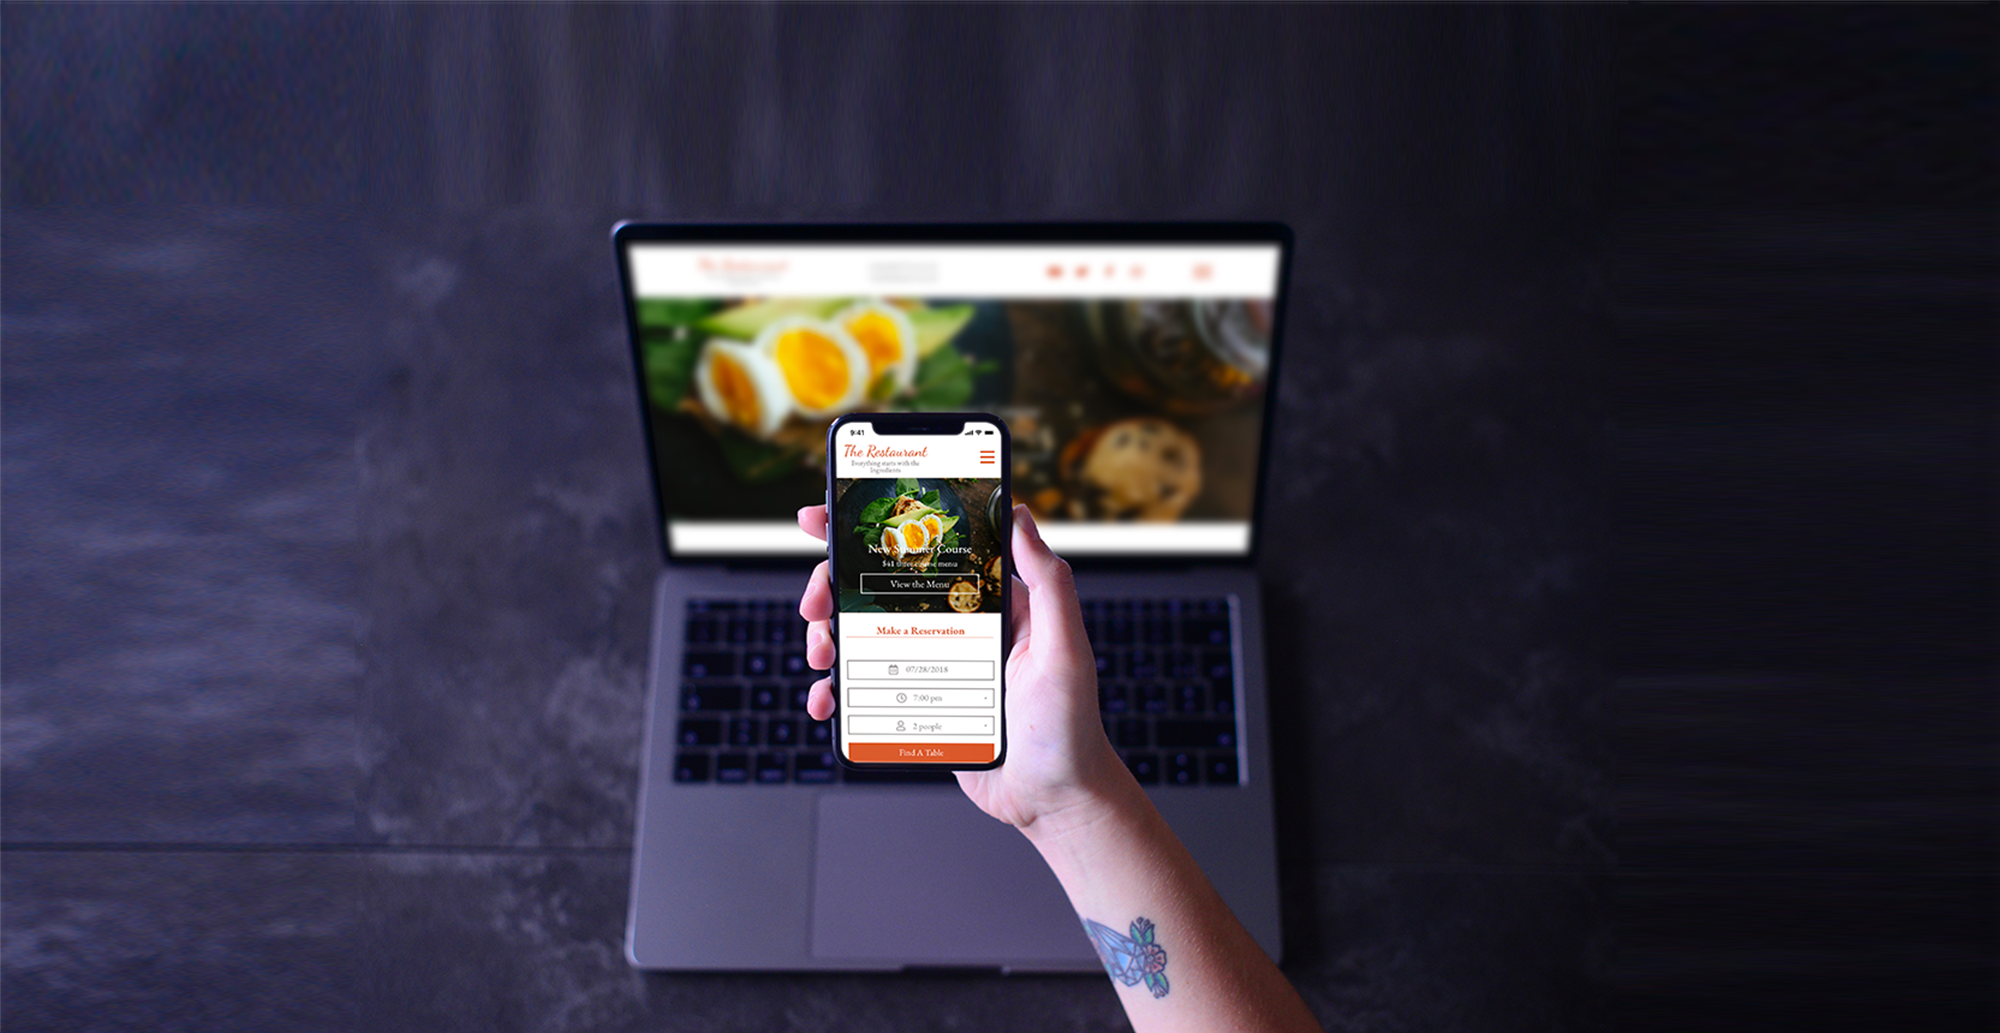 9:41
The Restaurant
Everything starts with the
Ingredients
New Summer Course
$41 three course menu
View the Menu
Make a Reservation
07/28/2018
7:00 pm
2 people
Find A Table